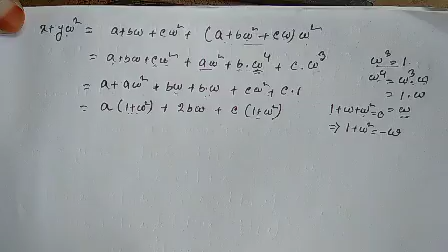 x+yω² = a+bω+cω² + (a+bω²+cω)ω²
= a+bω+cω² + aω² + b.ω⁴ + c.ω³
= a+aω² + bω+b.ω + cω² + c.1
= a(1+ω²) + 2bω + c(1+ω²)
ω³ = 1.
ω⁴ = ω³.ω
= 1.ω
= ω
1+ω+ω²=0
⇒ 1+ω²=-ω